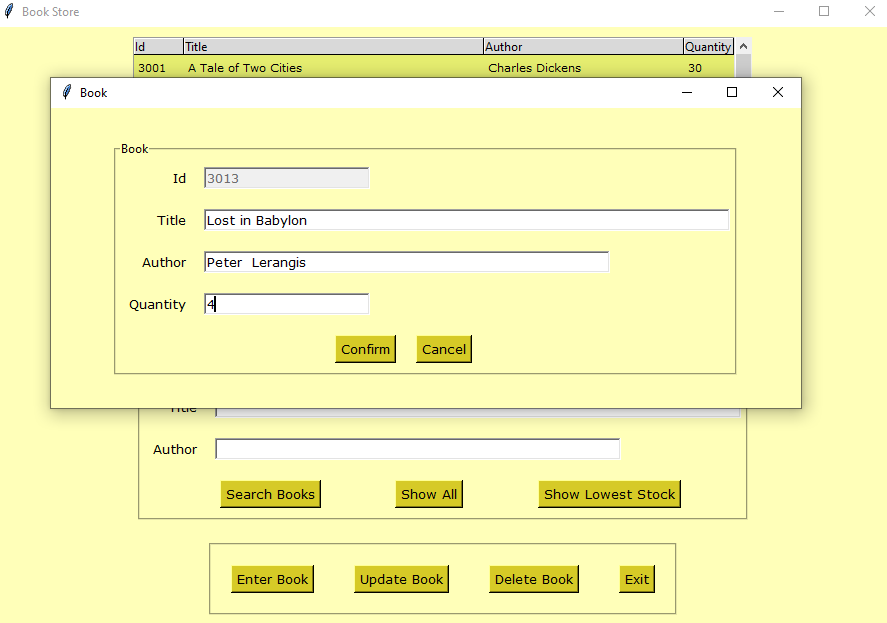 Book Store
Id Title Author Quantity
3001 A Tale of Two Cities Charles Dickens 30
Book
Book
Id 3013
Title Lost in Babylon
Author Peter  Lerangis
Quantity 4
Confirm Cancel
Title
Author
Search Books Show All Show Lowest Stock
Enter Book Update Book Delete Book Exit